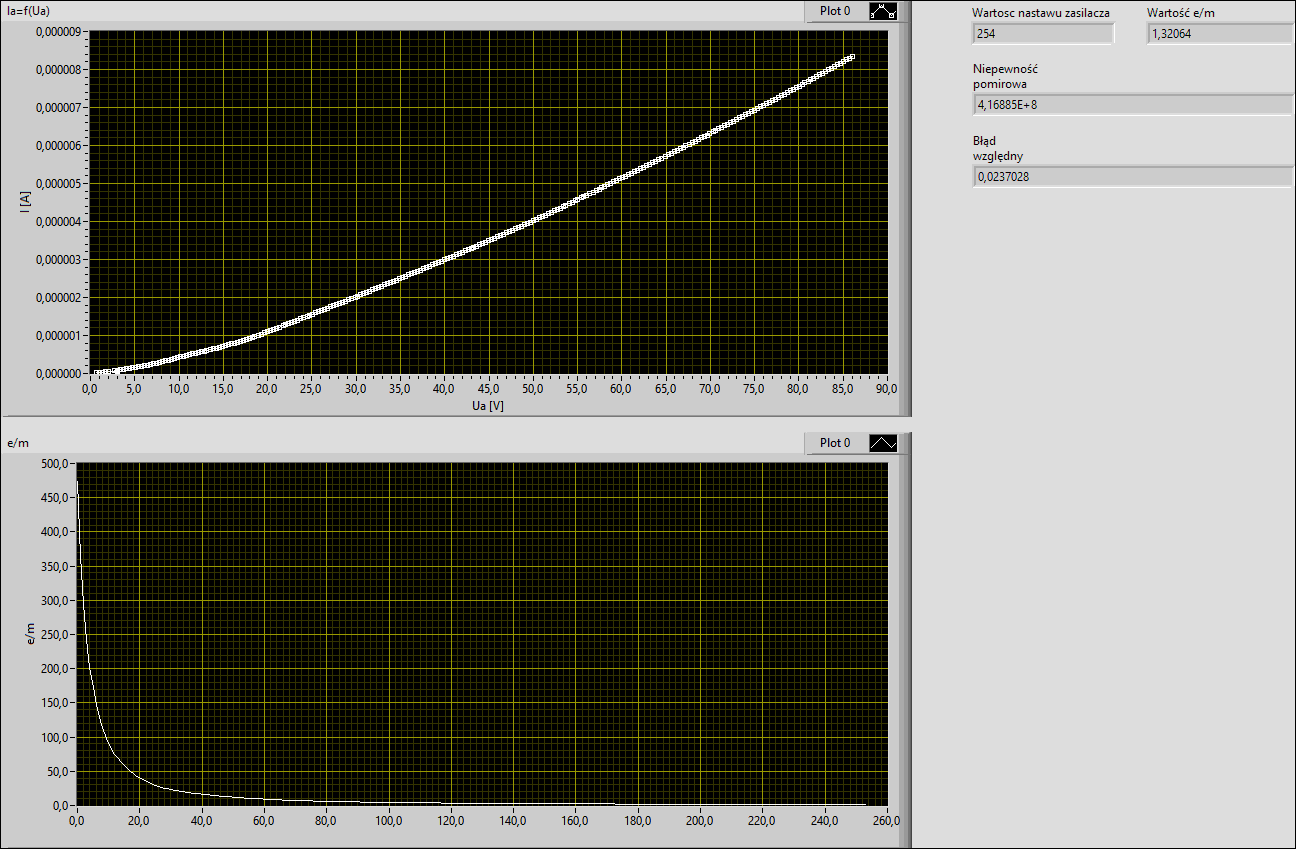 Ia=f(Ua)
Plot 0
0,000009
0,000008
0,000007
0,000006
0,000005
0,000004
0,000003
0,000002
0,000001
0,000000
I [A]
0,0 5,0 10,0 15,0 20,0 25,0 30,0 35,0 40,0 45,0 50,0 55,0 60,0 65,0 70,0 75,0 80,0 85,0 90,0
Ua [V]
Wartosc nastawu zasilacza
254
Wartość e/m
1,32064
Niepewność
pomirowa
4,16885E+8
Błąd
względny
0,0237028
e/m
Plot 0
500,0
450,0
400,0
350,0
300,0
250,0
200,0
150,0
100,0
50,0
0,0
e/m
0,0 20,0 40,0 60,0 80,0 100,0 120,0 140,0 160,0 180,0 200,0 220,0 240,0 260,0